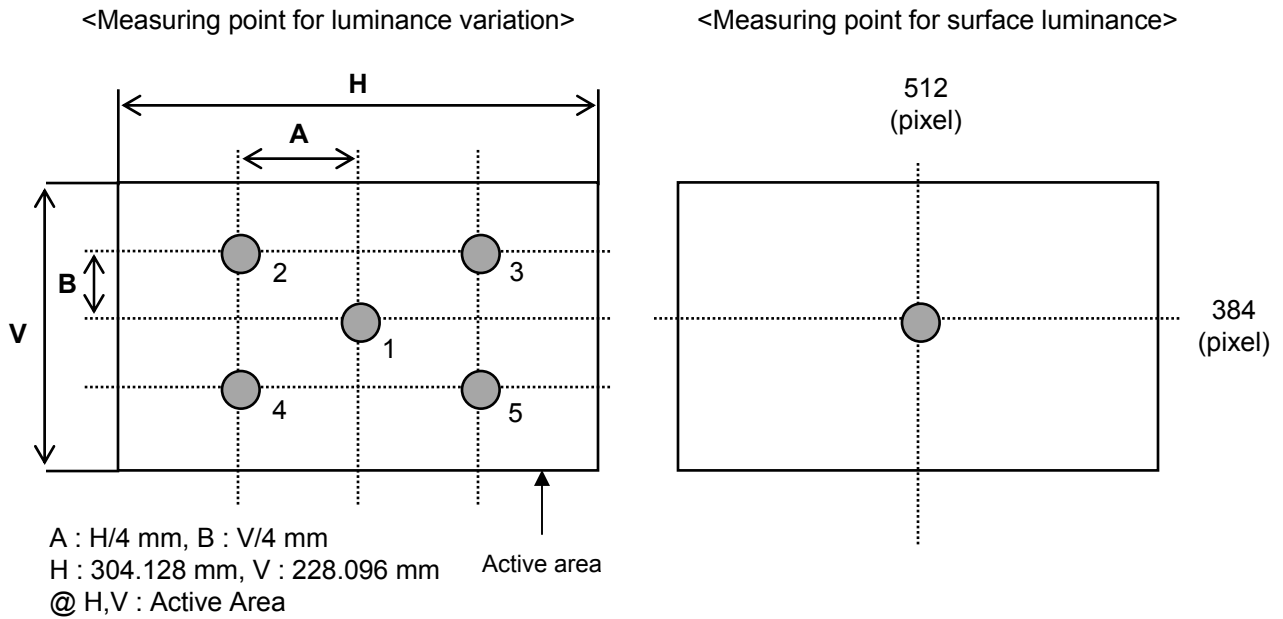 <Measuring point for luminance variation>
<Measuring point for surface luminance>
H
A
B
V
2
3
1
4
5
A : H/4 mm, B : V/4 mm
H : 304.128 mm, V : 228.096 mm
@ H,V : Active Area
Active area
512
(pixel)
384
(pixel)